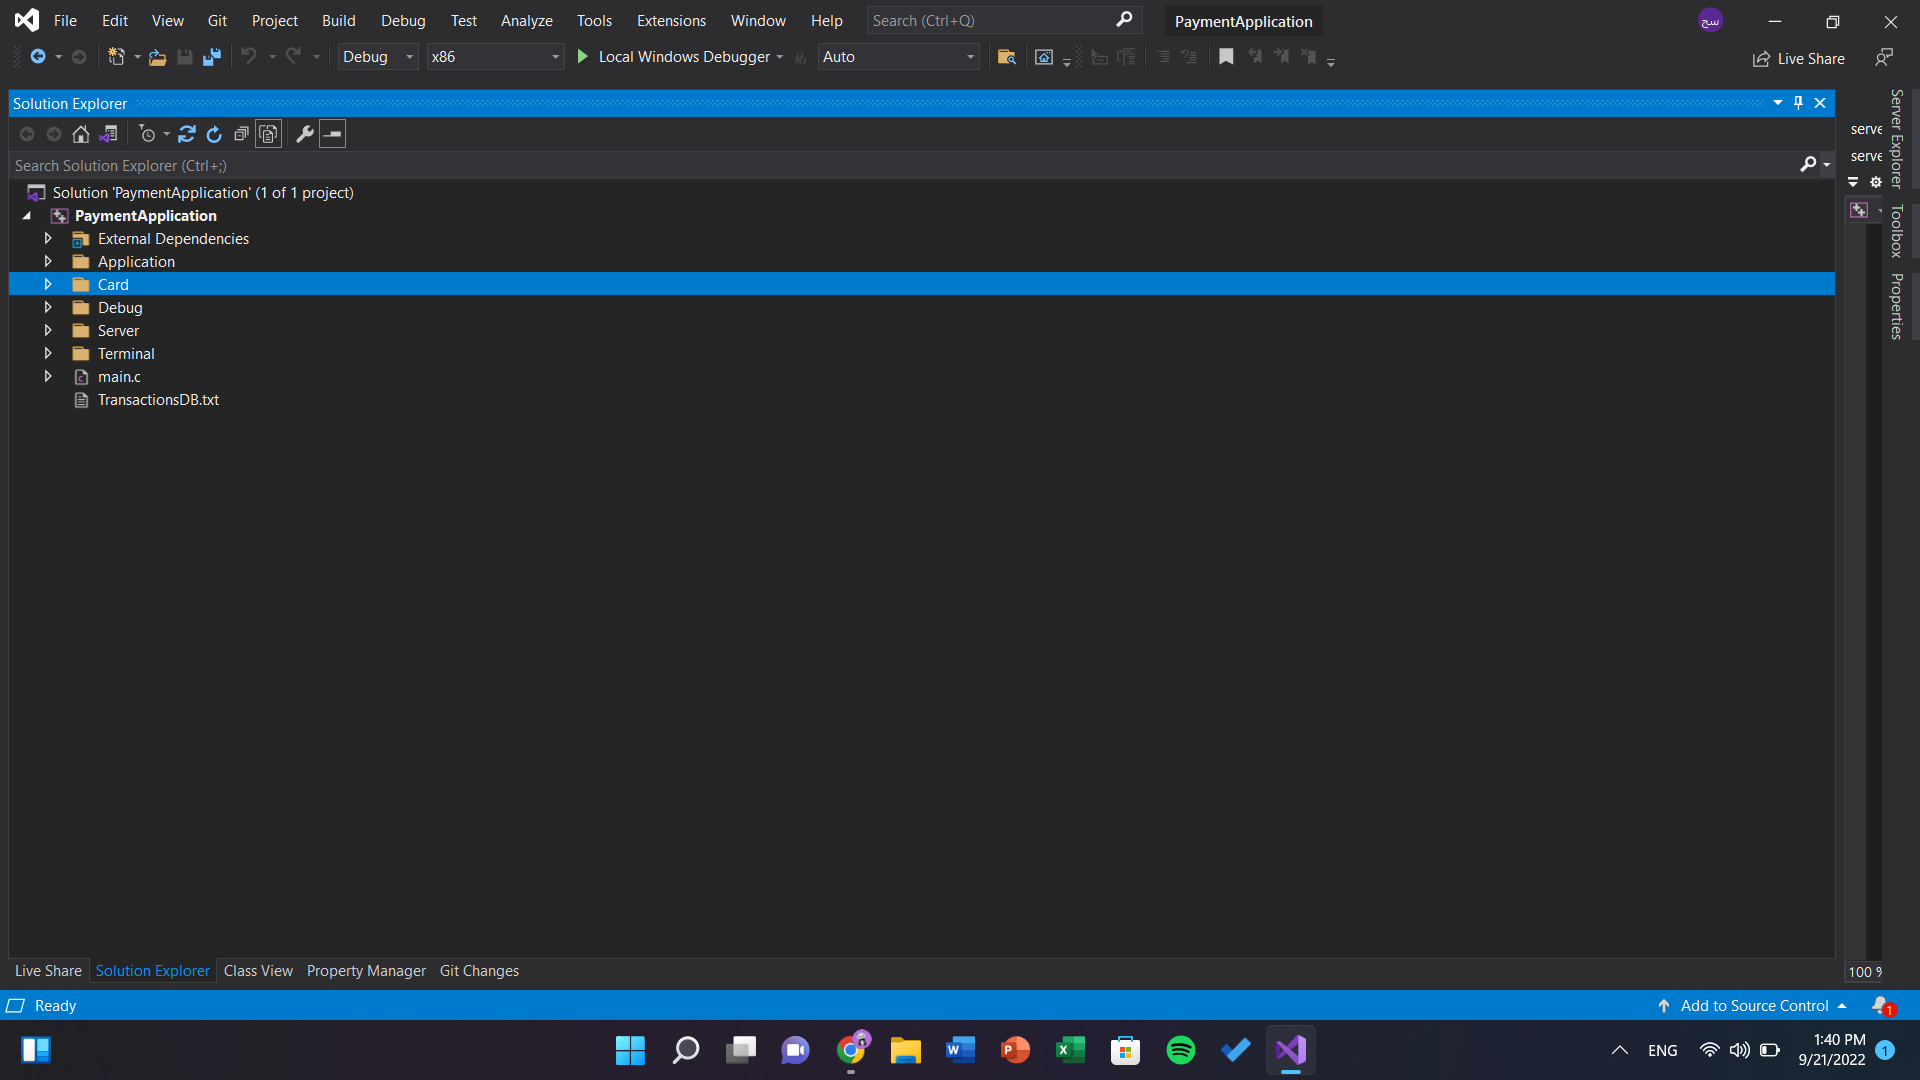 File Edit View Git Project Build Debug Test Analyze Tools Extensions Window Help Search (Ctrl+Q) PaymentApplication سح
Debug x86 Local Windows Debugger Auto Live Share
Solution Explorer
Search Solution Explorer (Ctrl+;)
Solution 'PaymentApplication' (1 of 1 project)
PaymentApplication
External Dependencies
Application
Card
Debug
Server
Terminal
main.c
TransactionsDB.txt
serve
serve
Server Explorer
Toolbox
Properties
Live Share Solution Explorer Class View Property Manager Git Changes
100 %
Ready Add to Source Control 1
W P X ENG 1:40 PM
9/21/2022 1